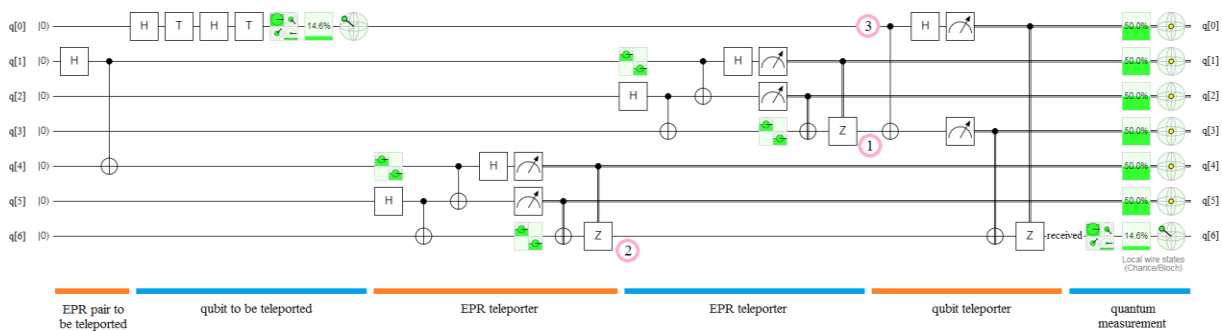 q[0] |0⟩ H T H T 14.6% 3 H 50.0% q[0]
q[1] |0⟩ H H 50.0% q[1]
q[2] |0⟩ H 50.0% q[2]
q[3] |0⟩ Z 1 50.0% q[3]
q[4] |0⟩ H 50.0% q[4]
q[5] |0⟩ H 50.0% q[5]
q[6] |0⟩ Z 2 Z received 14.6% q[6]
Local wire states
(Chance/Bloch)
EPR pair to
be teleported
qubit to be teleported
EPR teleporter
EPR teleporter
qubit teleporter
quantum
measurement